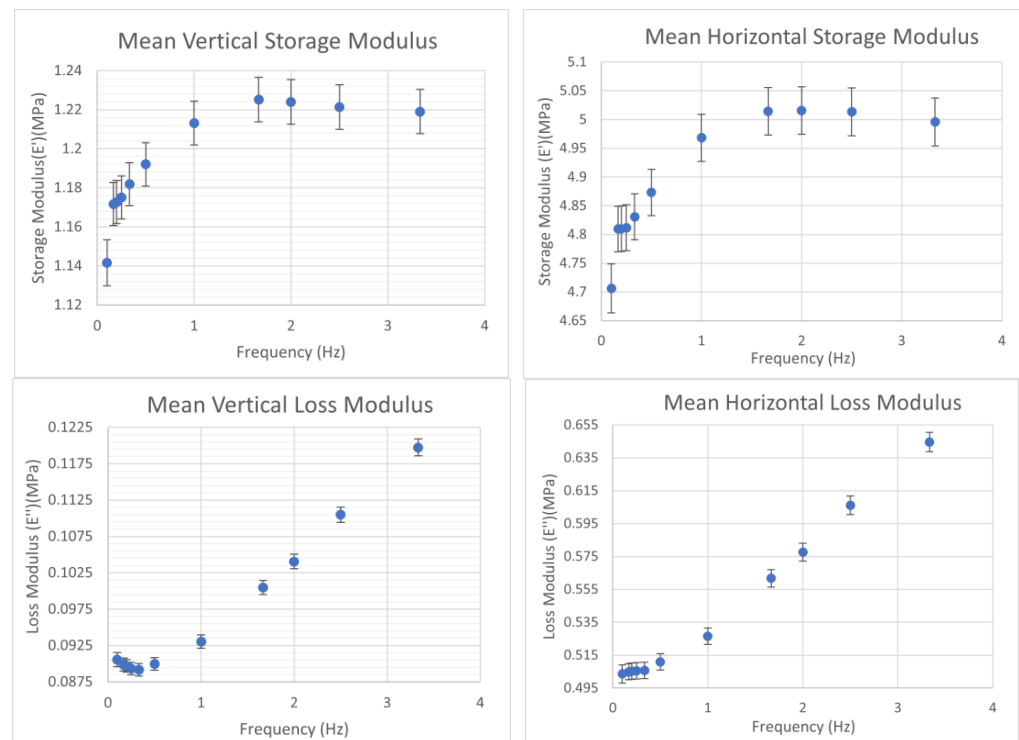 Mean Vertical Storage Modulus
Storage Modulus(E')(MPa)
1.24
1.22
1.2
1.18
1.16
1.14
1.12
0 1 2 3 4
Frequency (Hz)
Mean Horizontal Storage Modulus
Storage Modulus (E')(MPa)
5.1
5.05
5
4.95
4.9
4.85
4.8
4.75
4.7
4.65
0 1 2 3 4
Frequency (Hz)
Mean Vertical Loss Modulus
Loss Modulus (E'')(MPa)
0.1225
0.1175
0.1125
0.1075
0.1025
0.0975
0.0925
0.0875
0 1 2 3 4
Frequency (Hz)
Mean Horizontal Loss Modulus
Loss Modulus (E'')(MPa)
0.655
0.635
0.615
0.595
0.575
0.555
0.535
0.515
0.495
0 1 2 3 4
Frequency (Hz)